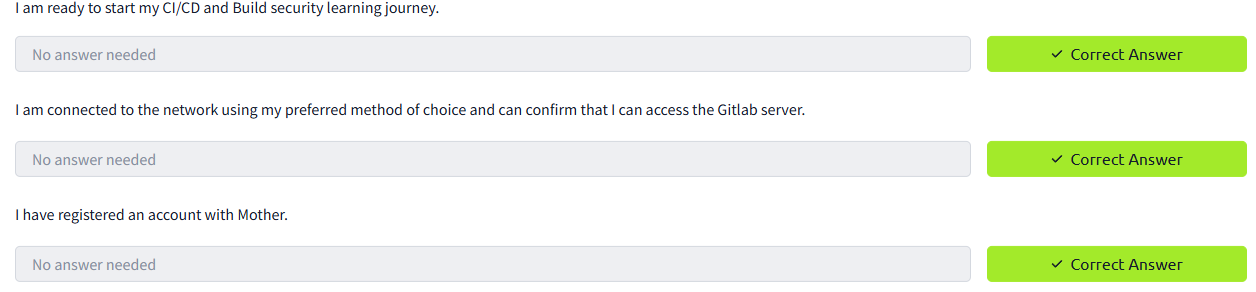 I am ready to start my CI/CD and Build security learning journey.
No answer needed
✓ Correct Answer
I am connected to the network using my preferred method of choice and can confirm that I can access the Gitlab server.
No answer needed
✓ Correct Answer
I have registered an account with Mother.
No answer needed
✓ Correct Answer